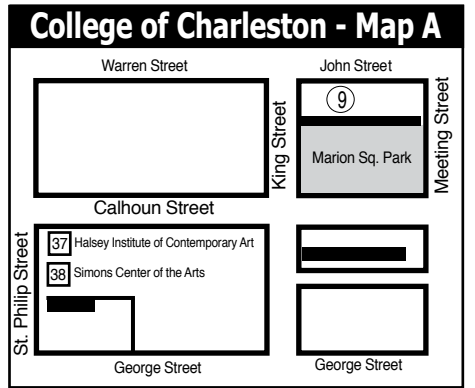 College of Charleston - Map A
Warren Street
John Street
9
King Street
Meeting Street
Marion Sq. Park
Calhoun Street
St. Philip Street
37 Halsey Institute of Contemporary Art
38 Simons Center of the Arts
George Street
George Street